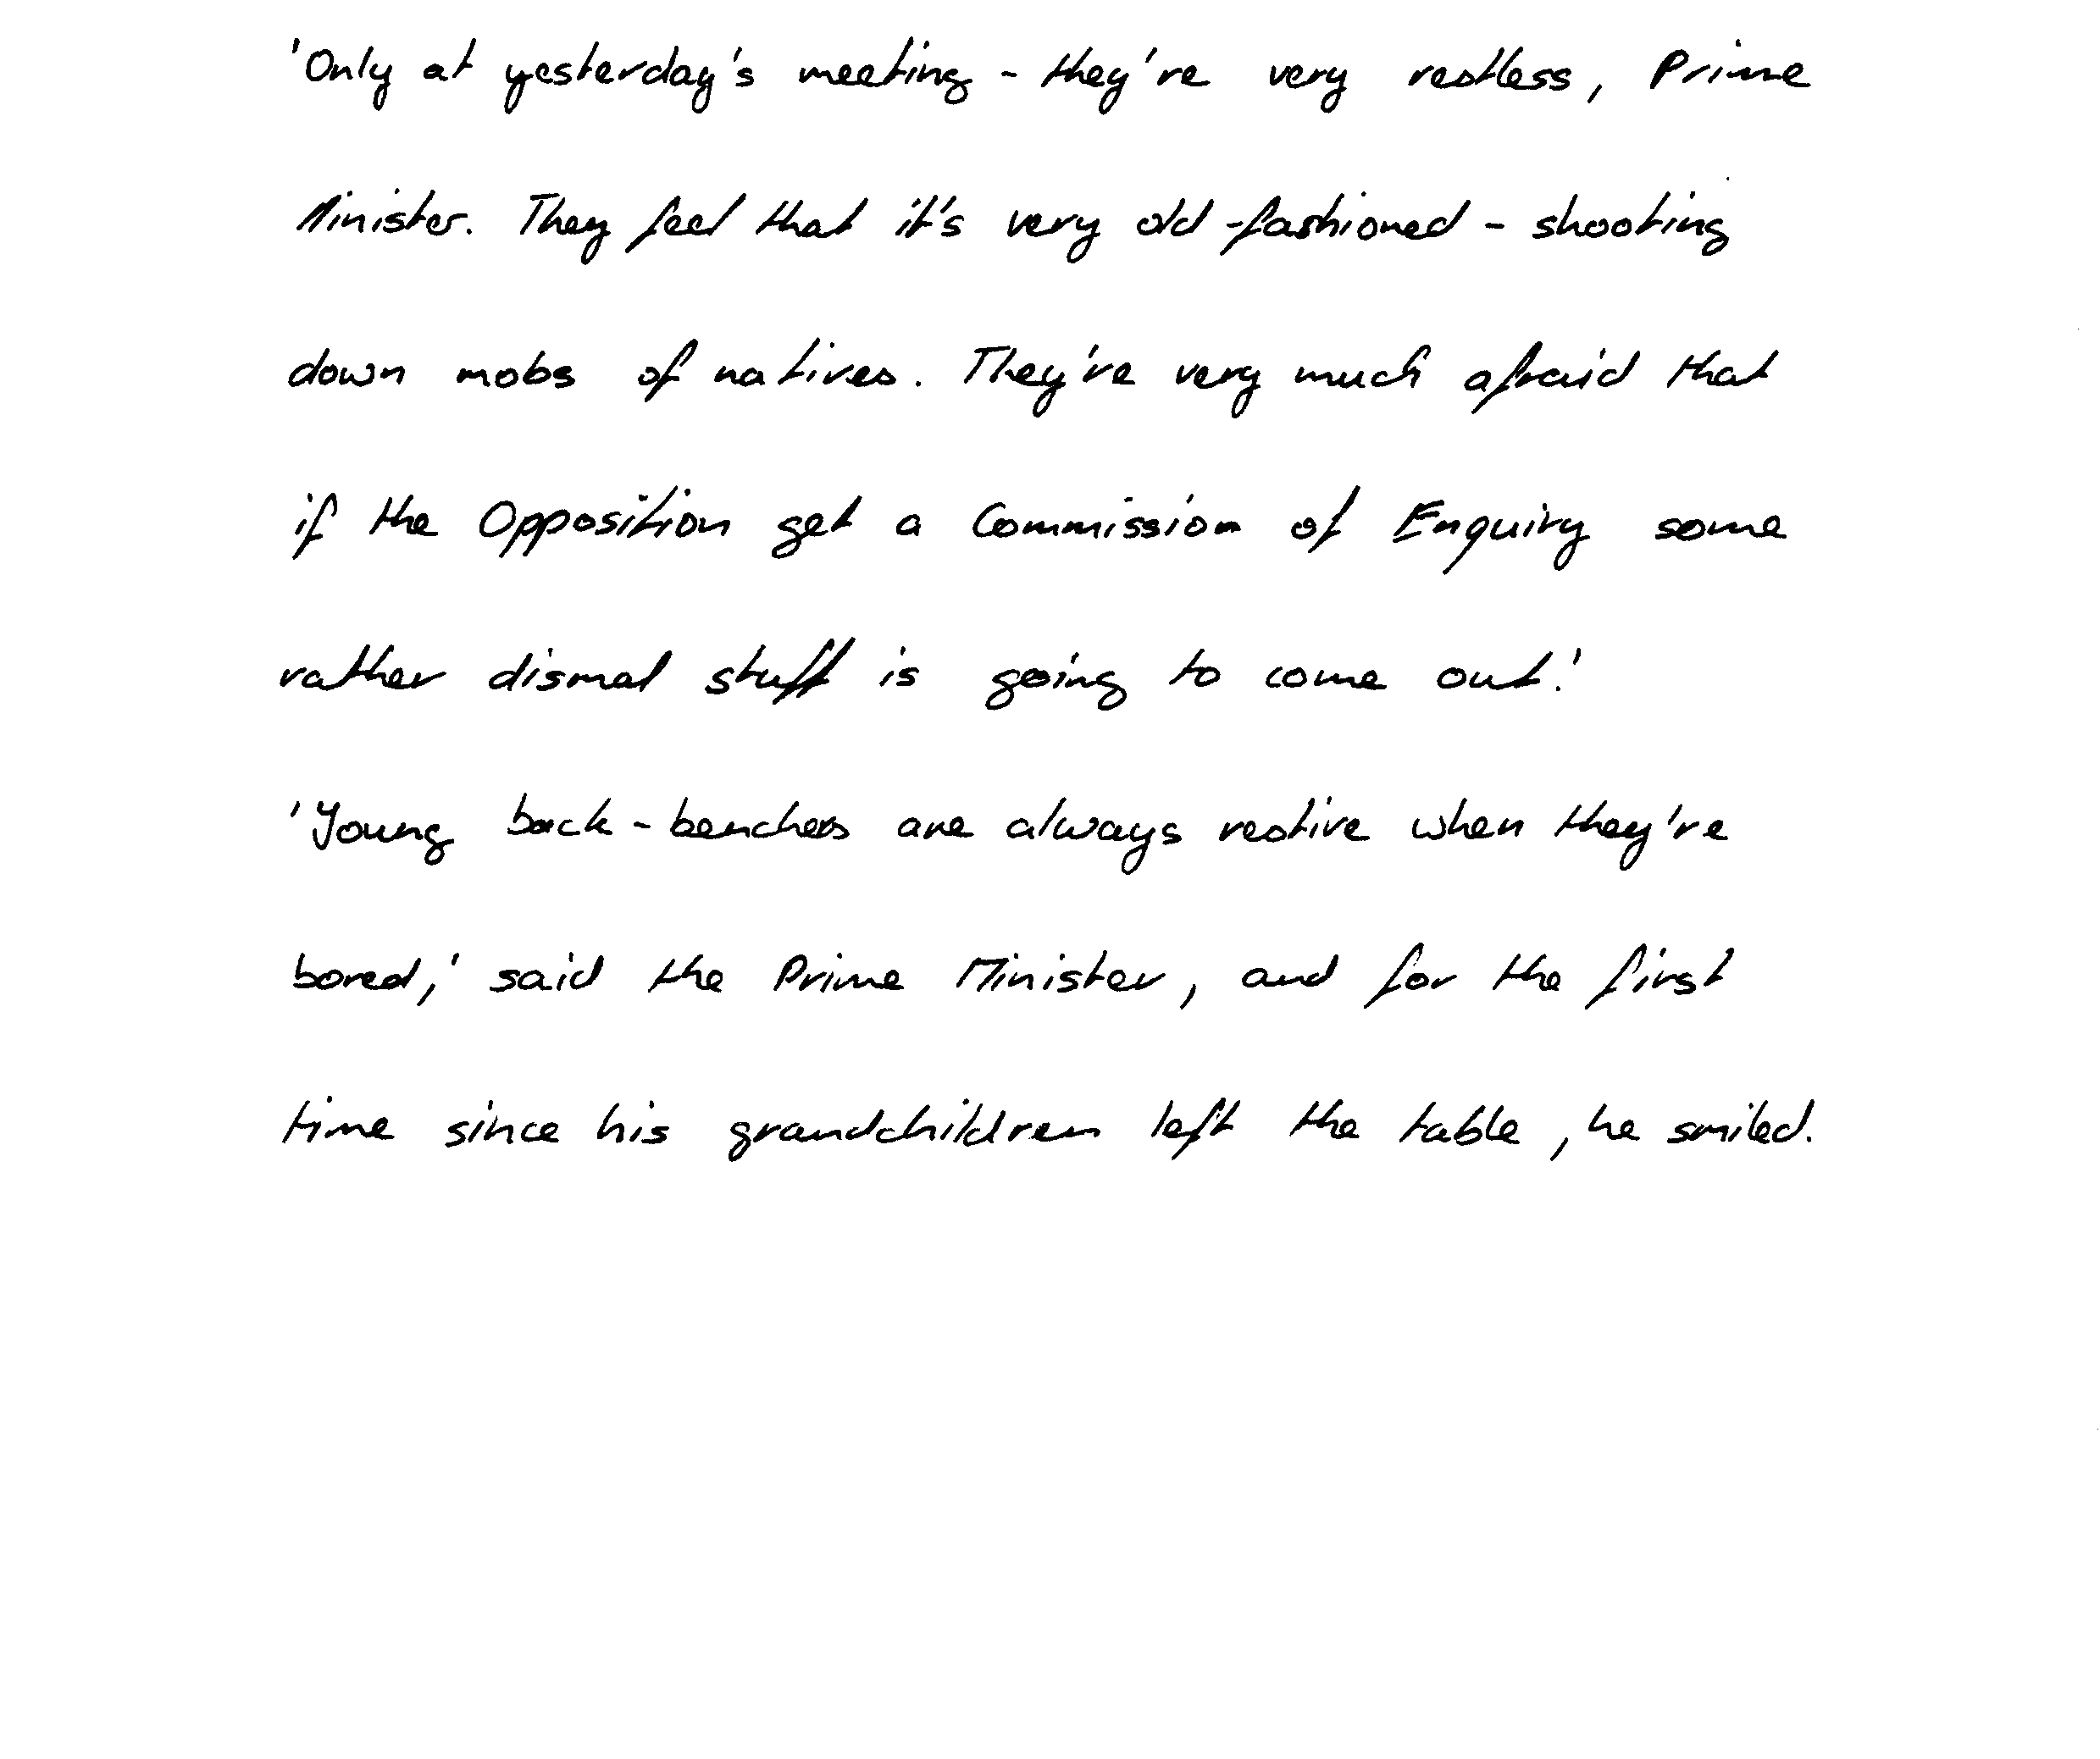 'Only at yesterday's meeting - they're very restless, Prime
Minister. They feel that it's very old-fashioned - shooting
down mobs of natives. They're very much afraid that
if the Opposition get a Commission of Enquiry some
rather dismal stuff is going to come out.'
'Young back-benchers are always restive when they're
bored,' said the Prime Minister, and for the first
time since his grandchildren left the table, he smiled.